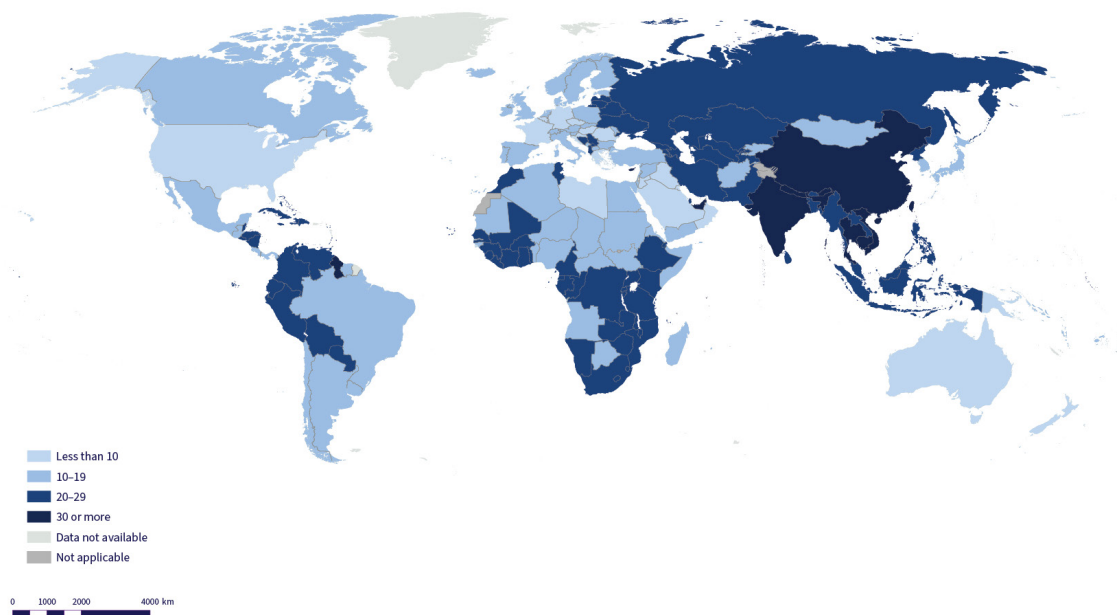 Less than 10
10–19
20–29
30 or more
Data not available
Not applicable
0 1000 2000 4000 km